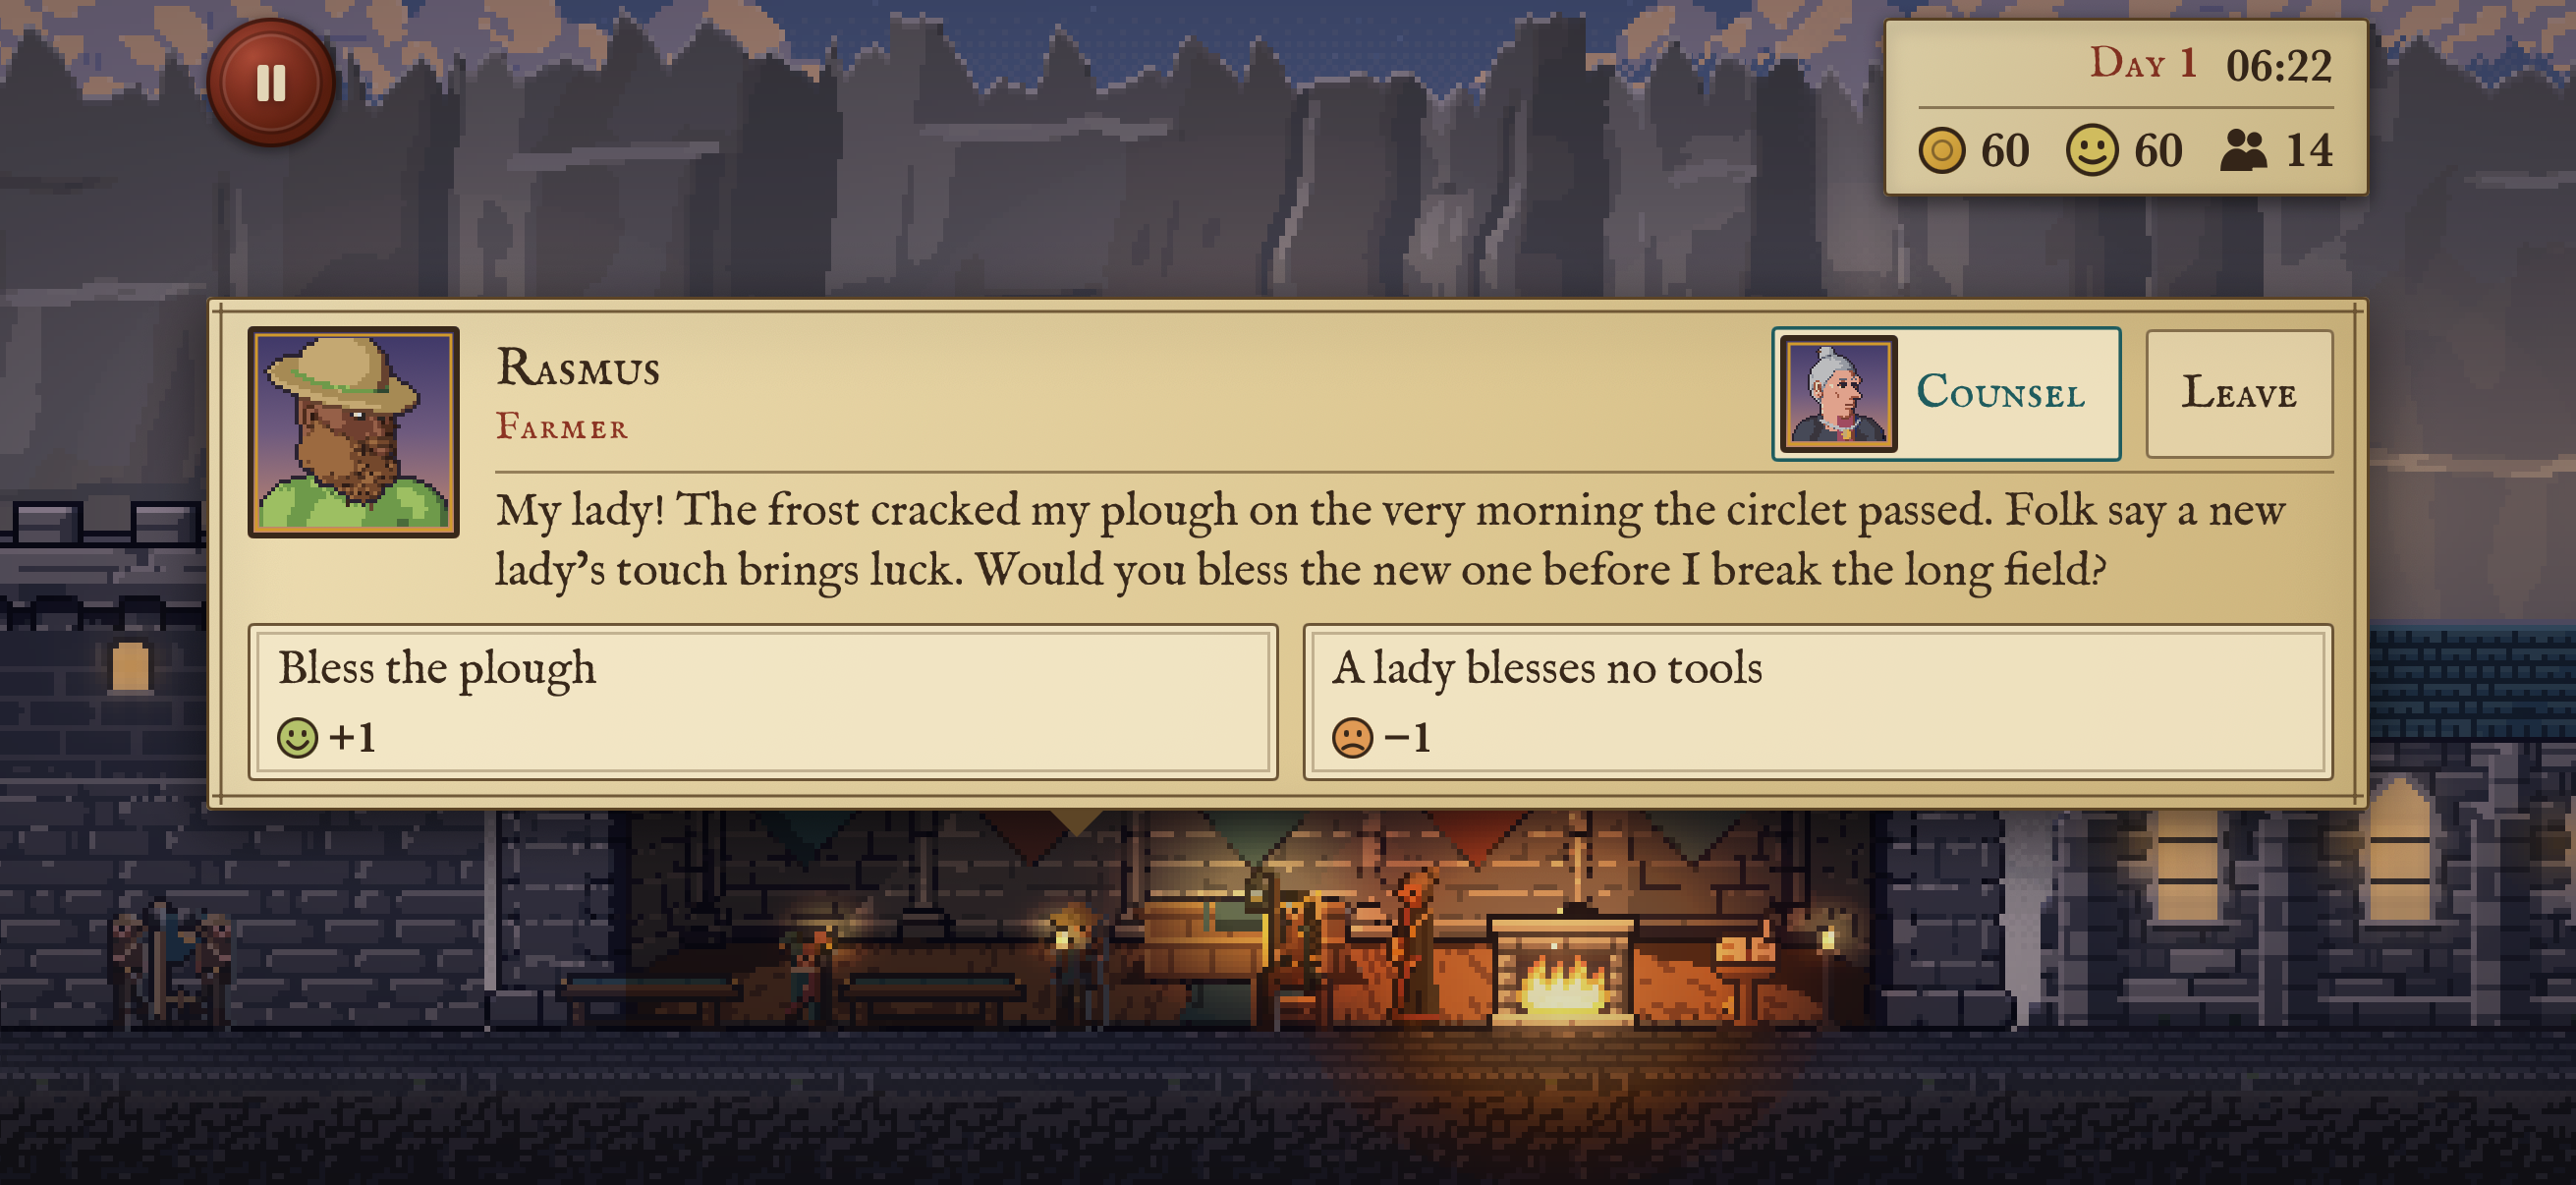 Day 1 06:22
60 60 14
Rasmus
Farmer
Counsel
Leave
My lady! The frost cracked my plough on the very morning the circlet passed. Folk say a new
lady's touch brings luck. Would you bless the new one before I break the long field?
Bless the plough
+1
A lady blesses no tools
−1